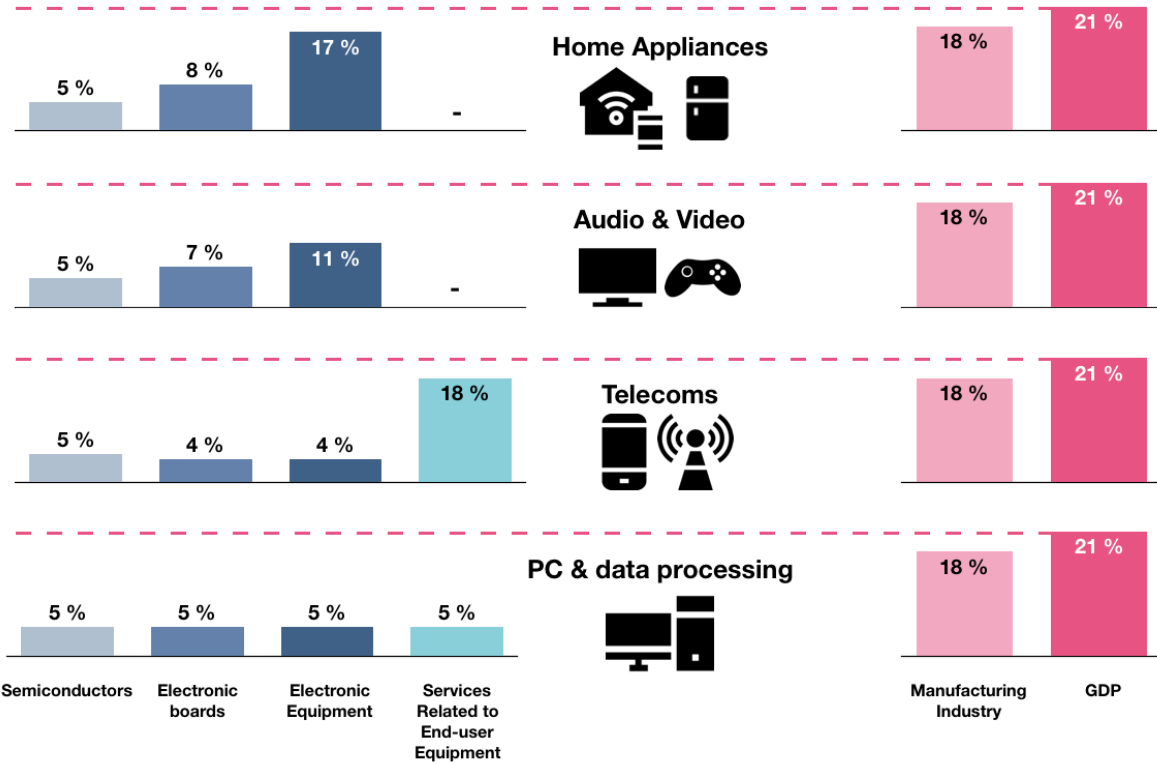 21 %
18 %
17 %
8 %
5 %
-
Home Appliances
21 %
18 %
Audio & Video
5 %
7 %
11 %
-
21 %
18 %
18 %
Telecoms
5 %
4 %
4 %
21 %
18 %
PC & data processing
5 %
5 %
5 %
5 %
Semiconductors
Electronic
boards
Electronic
Equipment
Services
Related to
End-user
Equipment
Manufacturing
Industry
GDP